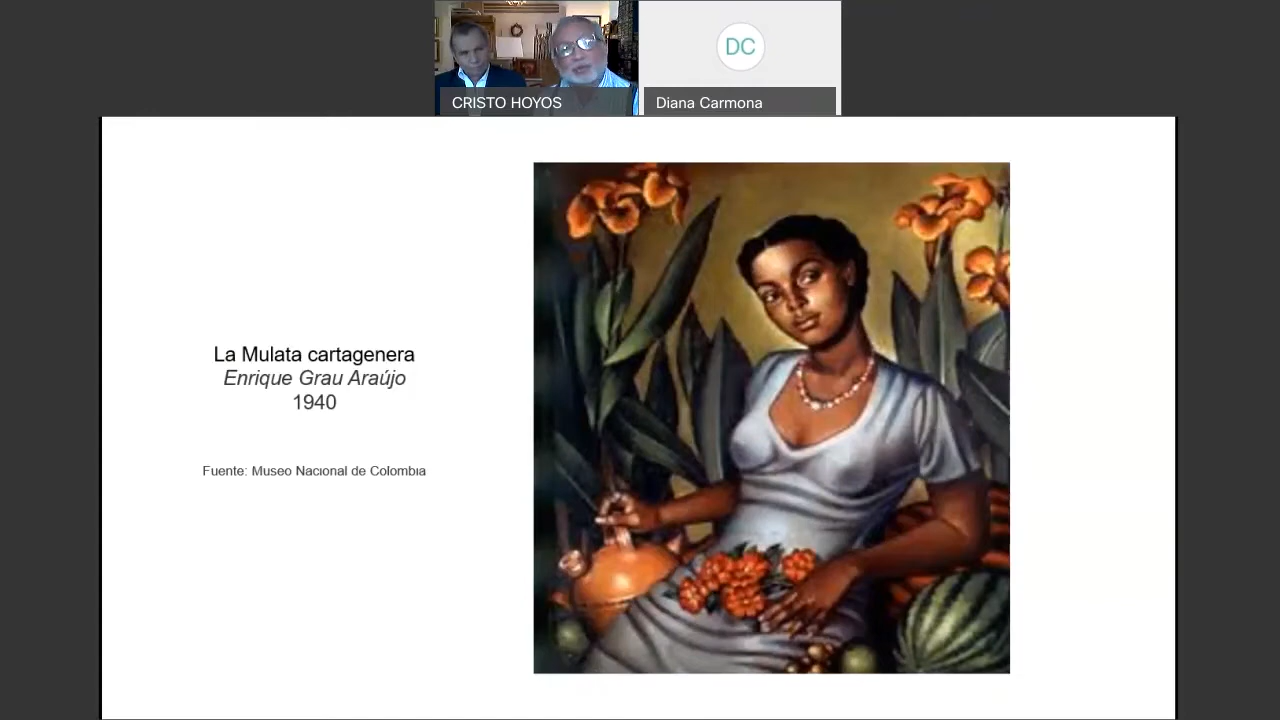 CRISTO HOYOS
DC
Diana Carmona
La Mulata cartagenera
Enrique Grau Araújo
1940
Fuente: Museo Nacional de Colombia